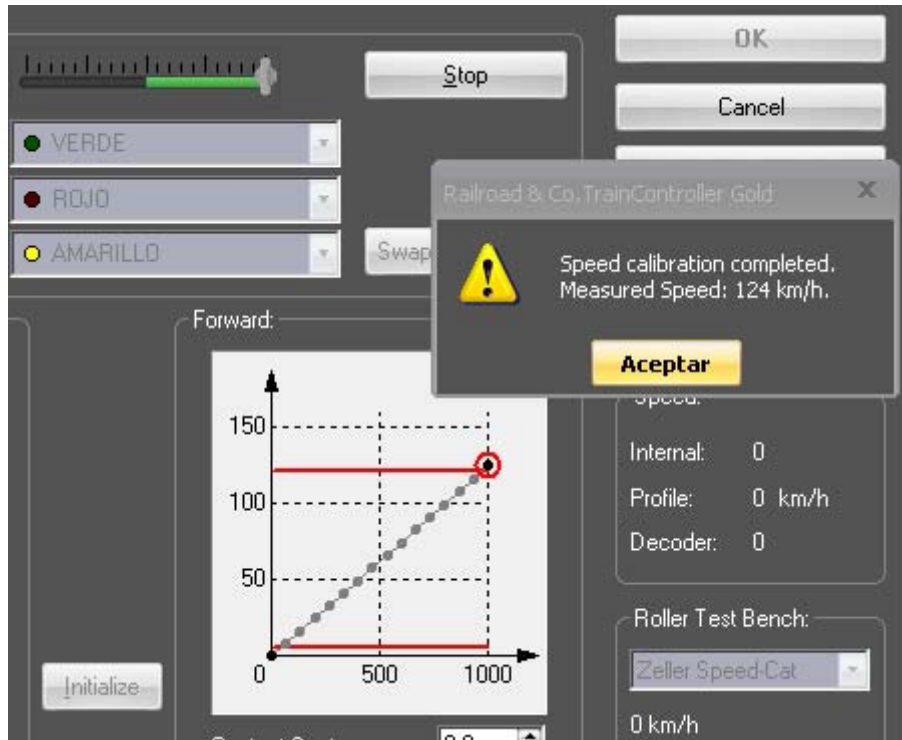 OK
Stop
Cancel
VERDE
ROJO
AMARILLO
Swap
Railroad & Co.TrainController Gold X
Speed calibration completed.
Measured Speed: 124 km/h.
Aceptar
Forward:
150
100
50
0 500 1000
Initialize
Speed:
Internal: 0
Profile: 0 km/h
Decoder: 0
Roller Test Bench:
Zeller Speed-Cat
0 km/h